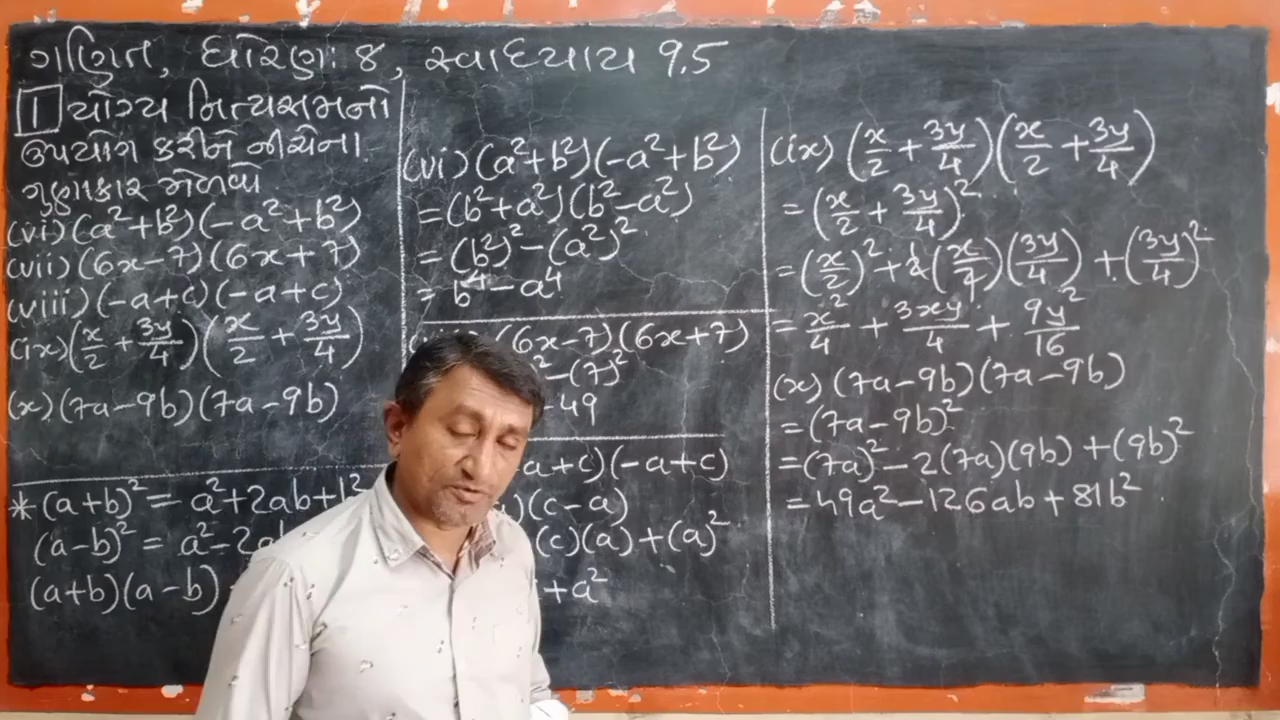 ગણિત, ધોરણ: ૪, સ્વાધ્યાય 9.5
1 યોગ્ય નિત્યસમનો
ઉપયોગ કરીને નીચેના
ગુણાકાર મેળવો
(vi) (a²+b²)(-a²+b²)
(vii) (6x-7)(6x+7)
(viii) (-a+c)(-a+c)
(ix) (x/2 + 3y/4)(x/2 + 3y/4)
(x) (7a-9b)(7a-9b)
* (a+b)² = a²+2ab+b²
(a-b)² = a²-2ab
(a+b)(a-b)
(vi) (a²+b²)(-a²+b²)
= (b²+a²)(b²-a²)
= (b²)² - (a²)²
= b⁴ - a⁴
(6x-7)(6x+7)
² - (7)²
- 49
a+c)(-a+c)
)(c-a)
(c)(a) + (a)²
+ a²
(ix) (x/2 + 3y/4)(x/2 + 3y/4)
= (x/2 + 3y/4)²
= (x/2)² + 2(x/2)(3y/4) + (3y/4)²
= x²/4 + 3xy/4 + 9y²/16
(x) (7a-9b)(7a-9b)
= (7a-9b)²
= (7a)² - 2(7a)(9b) + (9b)²
= 49a² - 126ab + 81b²